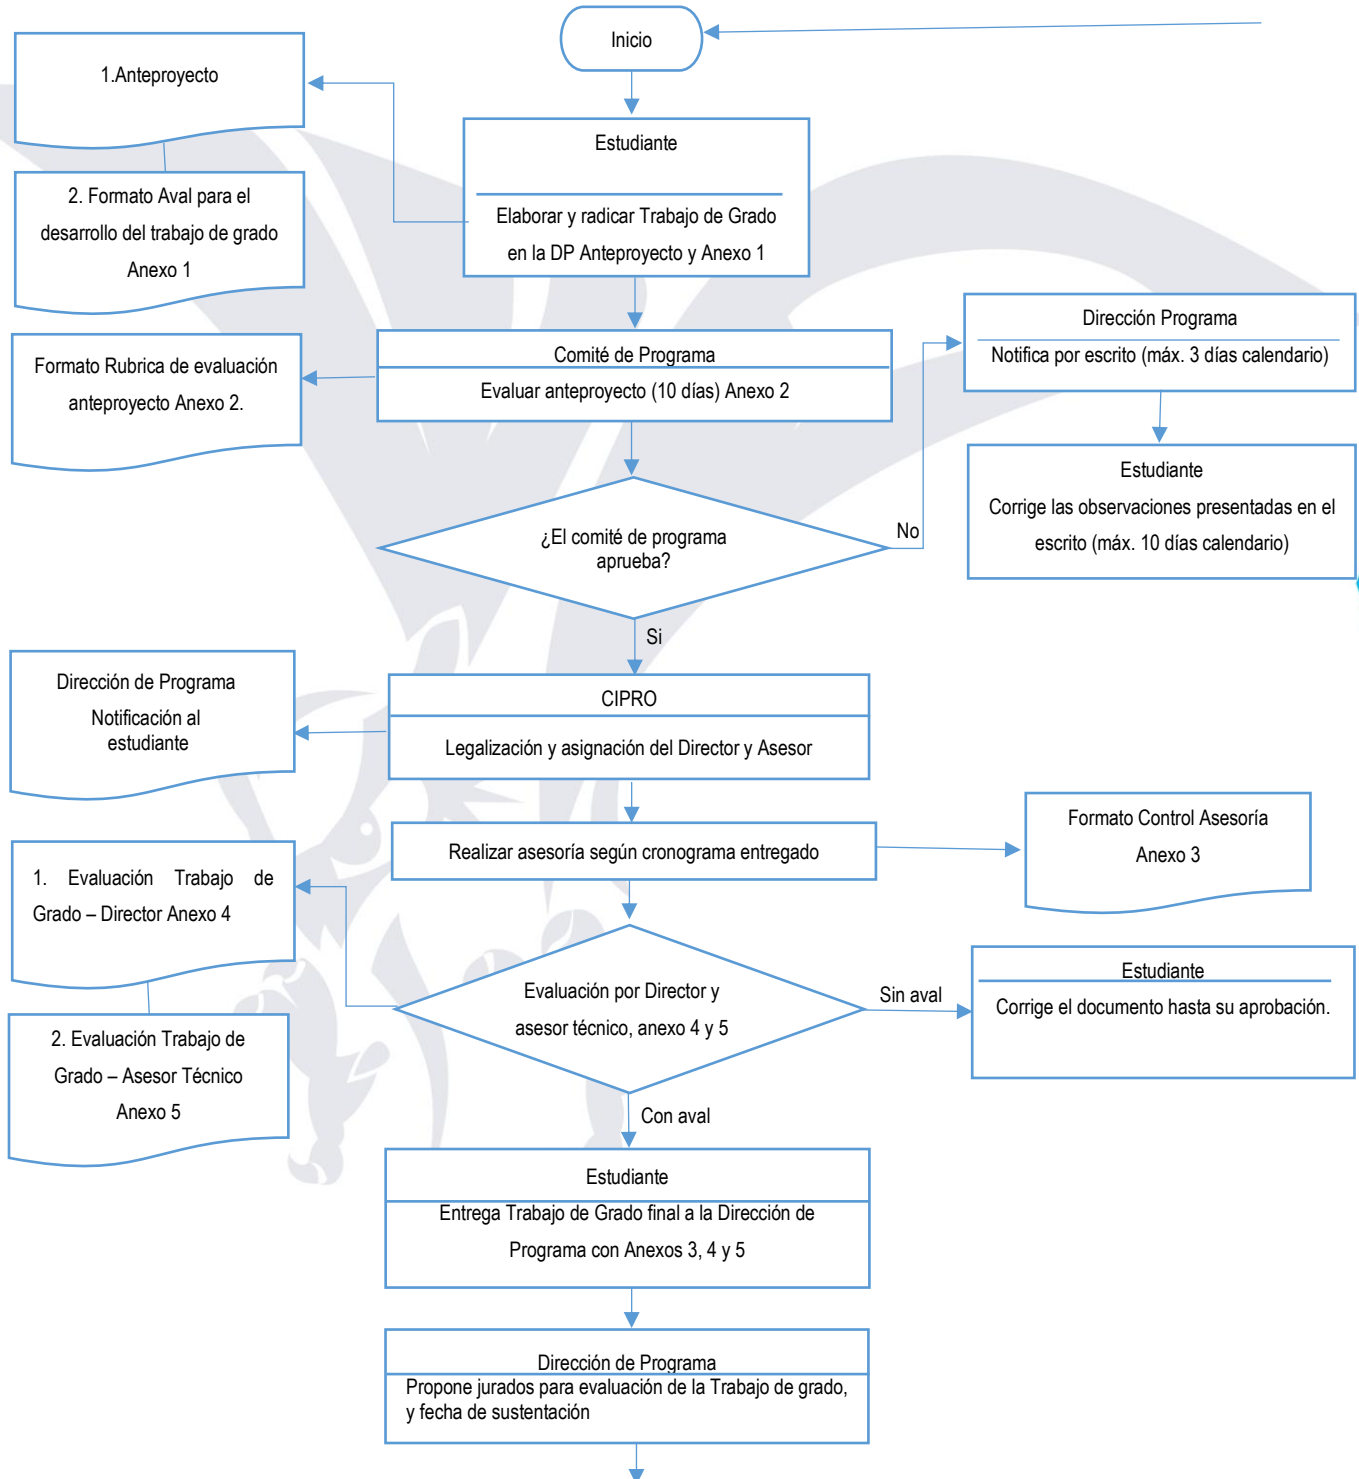 Inicio
1.Anteproyecto
Estudiante
Elaborar y radicar Trabajo de Grado
en la DP Anteproyecto y Anexo 1
2. Formato Aval para el
desarrollo del trabajo de grado
Anexo 1
Dirección Programa
Notifica por escrito (máx. 3 días calendario)
Comité de Programa
Evaluar anteproyecto (10 días) Anexo 2
Formato Rubrica de evaluación
anteproyecto Anexo 2.
Estudiante
Corrige las observaciones presentadas en el
escrito (máx. 10 días calendario)
¿El comité de programa
aprueba?
No
Si
Dirección de Programa
Notificación al
estudiante
CIPRO
Legalización y asignación del Director y Asesor
Realizar asesoría según cronograma entregado
Formato Control Asesoría
Anexo 3
1. Evaluación Trabajo de
Grado – Director Anexo 4
Evaluación por Director y
asesor técnico, anexo 4 y 5
Sin aval
Estudiante
Corrige el documento hasta su aprobación.
2. Evaluación Trabajo de
Grado – Asesor Técnico
Anexo 5
Con aval
Estudiante
Entrega Trabajo de Grado final a la Dirección de
Programa con Anexos 3, 4 y 5
Dirección de Programa
Propone jurados para evaluación de la Trabajo de grado,
y fecha de sustentación